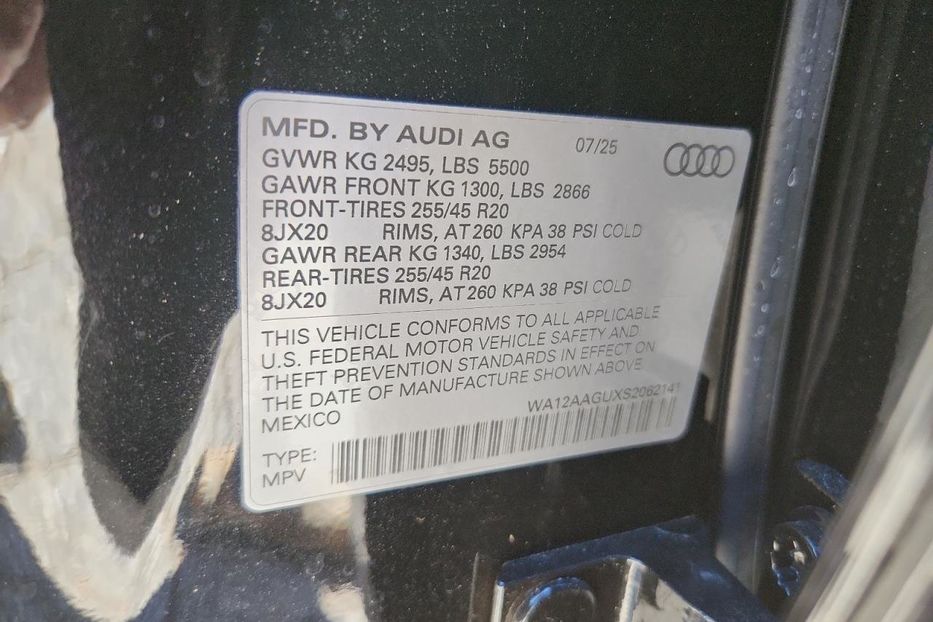 MFD. BY AUDI AG 07/25
GVWR KG 2495, LBS 5500
GAWR FRONT KG 1300, LBS 2866
FRONT-TIRES 255/45 R20
8JX20 RIMS, AT 260 KPA 38 PSI COLD
GAWR REAR KG 1340, LBS 2954
REAR-TIRES 255/45 R20
8JX20 RIMS, AT 260 KPA 38 PSI COLD
THIS VEHICLE CONFORMS TO ALL APPLICABLE
U.S. FEDERAL MOTOR VEHICLE SAFETY AND
THEFT PREVENTION STANDARDS IN EFFECT ON
THE DATE OF MANUFACTURE SHOWN ABOVE
MEXICO WA12AAGUXS2062141
TYPE:
MPV